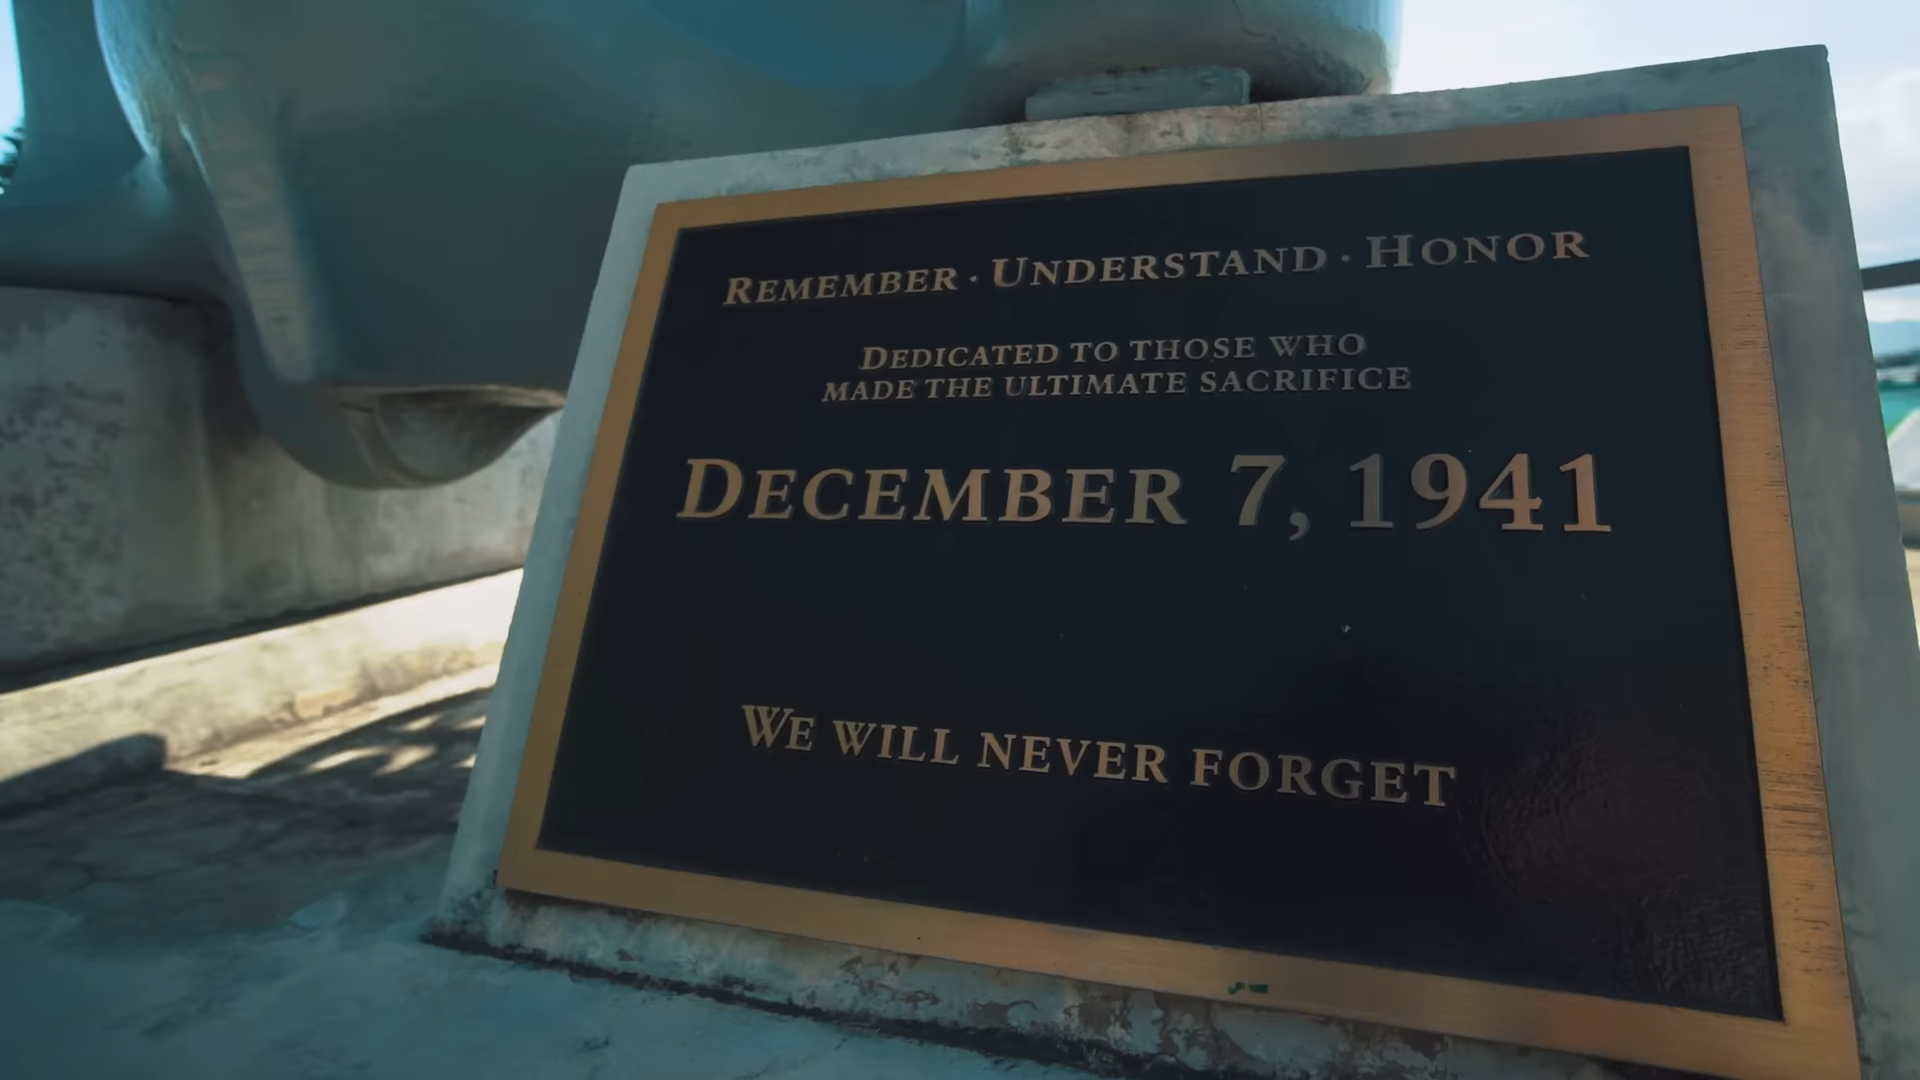 REMEMBER · UNDERSTAND · HONOR
DEDICATED TO THOSE WHO
MADE THE ULTIMATE SACRIFICE
DECEMBER 7, 1941
WE WILL NEVER FORGET